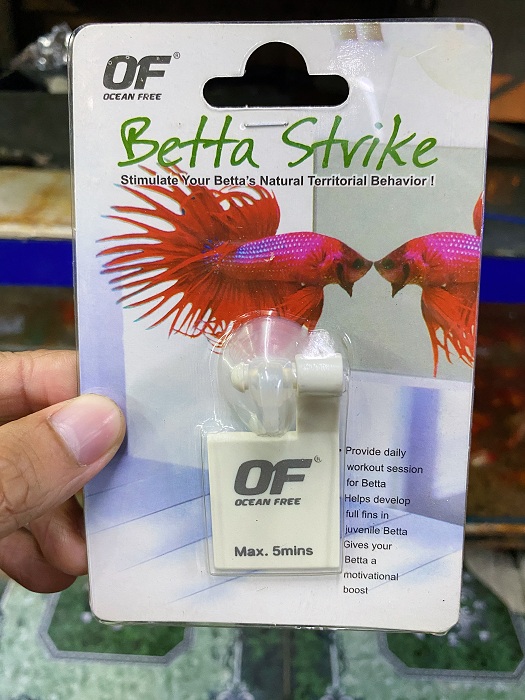 OF®
OCEAN FREE
Betta Strike
Stimulate Your Betta's Natural Territorial Behavior !
OF®
OCEAN FREE
Max. 5mins
• Provide daily
workout session
for Betta
Helps develop
full fins in
juvenile Betta
Gives your
Betta a
motivational
boost